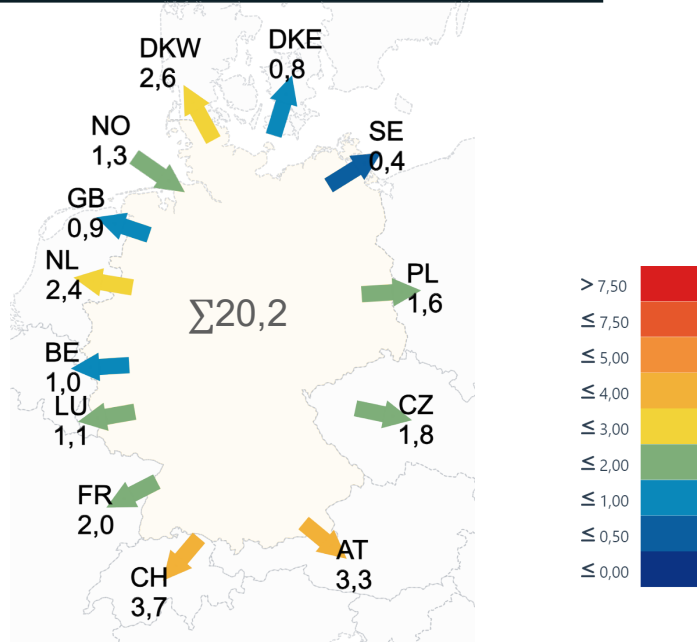 DKW
2,6
DKE
0,8
NO
1,3
SE
0,4
GB
0,9
NL
2,4
PL
1,6
∑20,2
BE
1,0
LU
1,1
CZ
1,8
FR
2,0
AT
3,3
CH
3,7
> 7,50
≤ 7,50
≤ 5,00
≤ 4,00
≤ 3,00
≤ 2,00
≤ 1,00
≤ 0,50
≤ 0,00